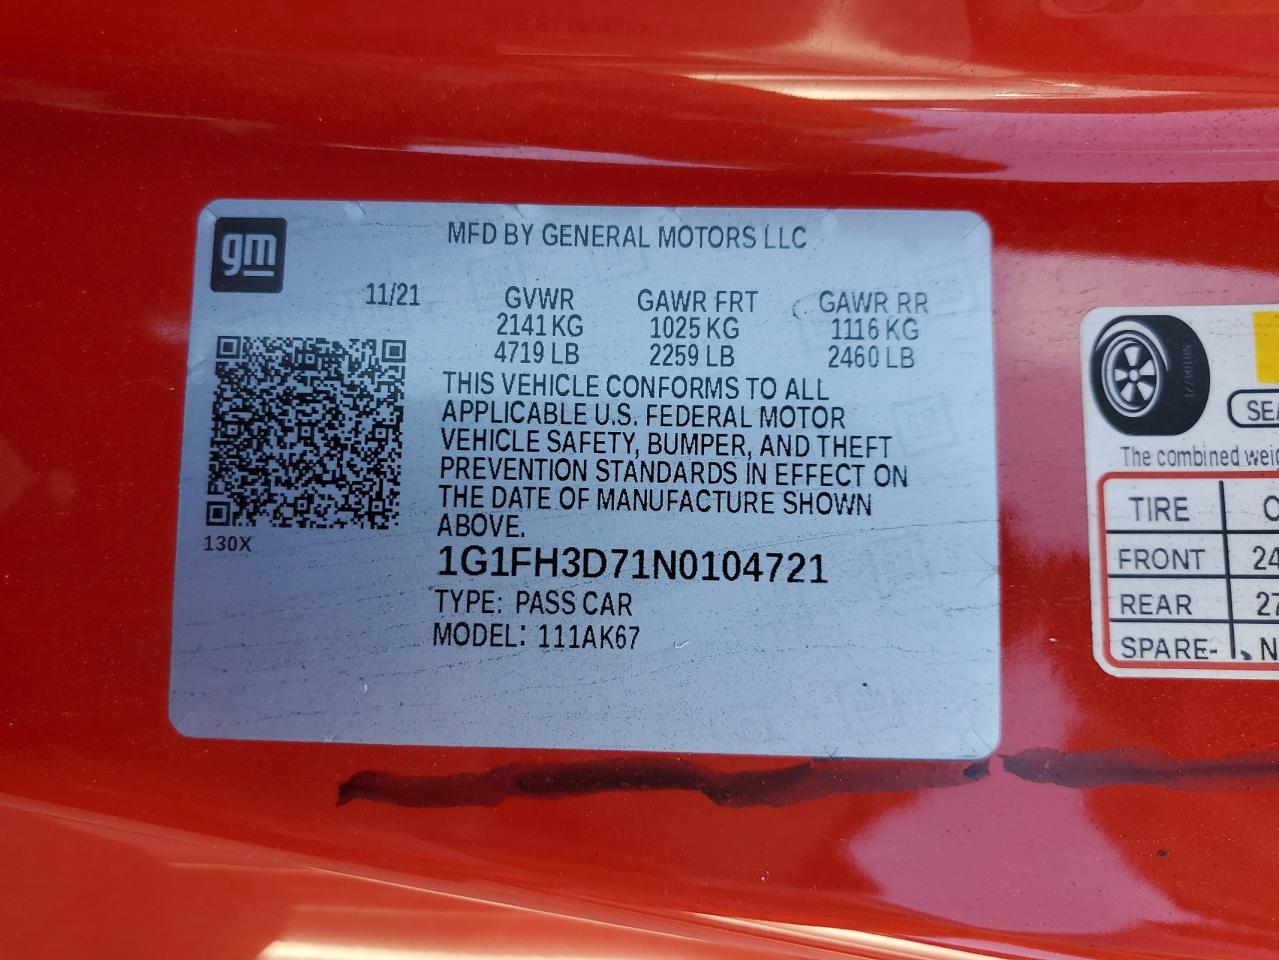 gm
MFD BY GENERAL MOTORS LLC
11/21
GVWR GAWR FRT GAWR RR
2141 KG 1025 KG 1116 KG
4719 LB 2259 LB 2460 LB
THIS VEHICLE CONFORMS TO ALL
APPLICABLE U.S. FEDERAL MOTOR
VEHICLE SAFETY, BUMPER, AND THEFT
PREVENTION STANDARDS IN EFFECT ON
THE DATE OF MANUFACTURE SHOWN
ABOVE.
130X
1G1FH3D71N0104721
TYPE: PASS CAR
MODEL: 111AK67
The combined
TIRE
FRONT 24
REAR 27
SPARE- N